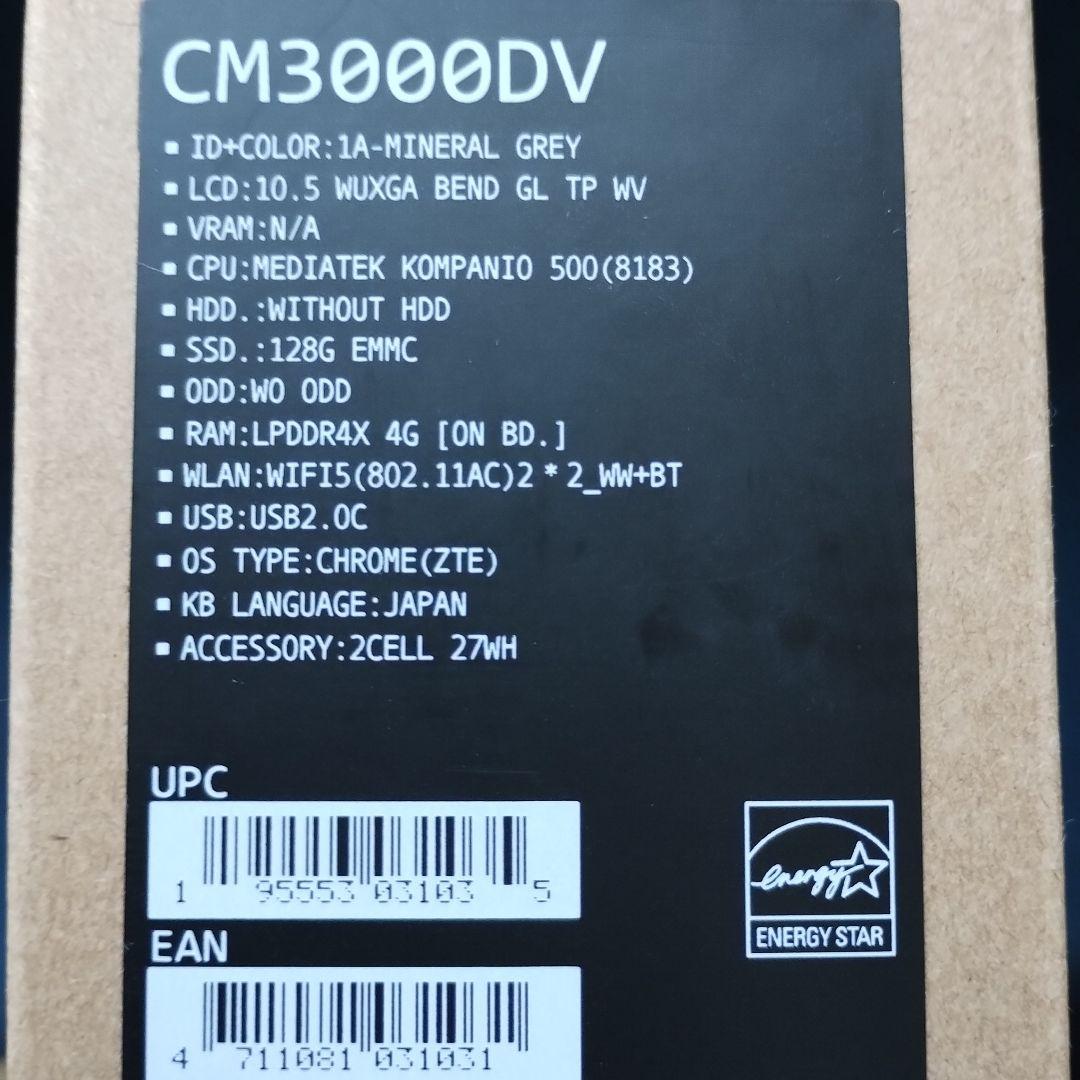 CM3000DV
▪ ID+COLOR:1A-MINERAL GREY
▪ LCD:10.5 WUXGA BEND GL TP WV
▪ VRAM:N/A
▪ CPU:MEDIATEK KOMPANIO 500(8183)
▪ HDD.:WITHOUT HDD
▪ SSD.:128G EMMC
▪ ODD:WO ODD
▪ RAM:LPDDR4X 4G [ON BD.]
▪ WLAN:WIFI5(802.11AC)2*2_WW+BT
▪ USB:USB2.0C
▪ OS TYPE:CHROME(ZTE)
▪ KB LANGUAGE:JAPAN
▪ ACCESSORY:2CELL 27WH
UPC
1 95553 03103 5
energy
ENERGY STAR
EAN
4 711081 031031